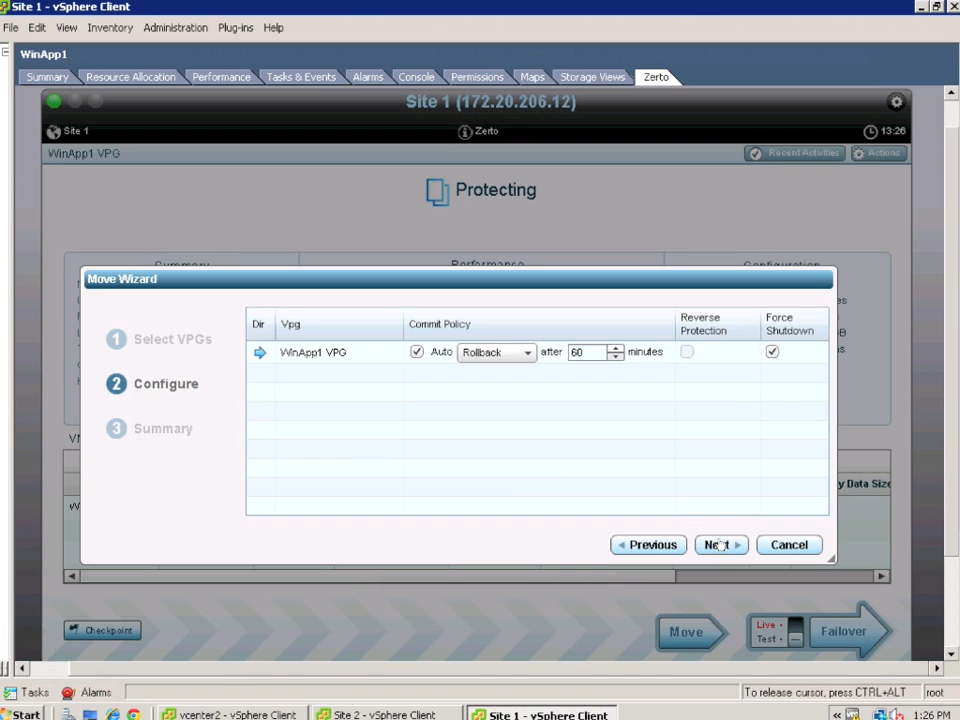 Site 1 - vSphere Client
File Edit View Inventory Administration Plug-ins Help
WinApp1
Summary Resource Allocation Performance Tasks & Events Alarms Console Permissions Maps Storage Views Zerto
Site 1 (172.20.206.12)
Site 1 Zerto 13:26
WinApp1 VPG Recent Activities Actions
Protecting
Summary Performance Configuration
Move Wizard
1 Select VPGs
2 Configure
3 Summary
Dir Vpg Commit Policy Reverse Protection Force Shutdown
WinApp1 VPG Auto Rollback after 60 minutes
y Data Size
Previous Next Cancel
Checkpoint Move Live Test Failover
Tasks Alarms To release cursor, press CTRL+ALT root
Start vcenter2 - vSphere Client Site 2 - vSphere Client Site 1 - vSphere Client 1:26 PM